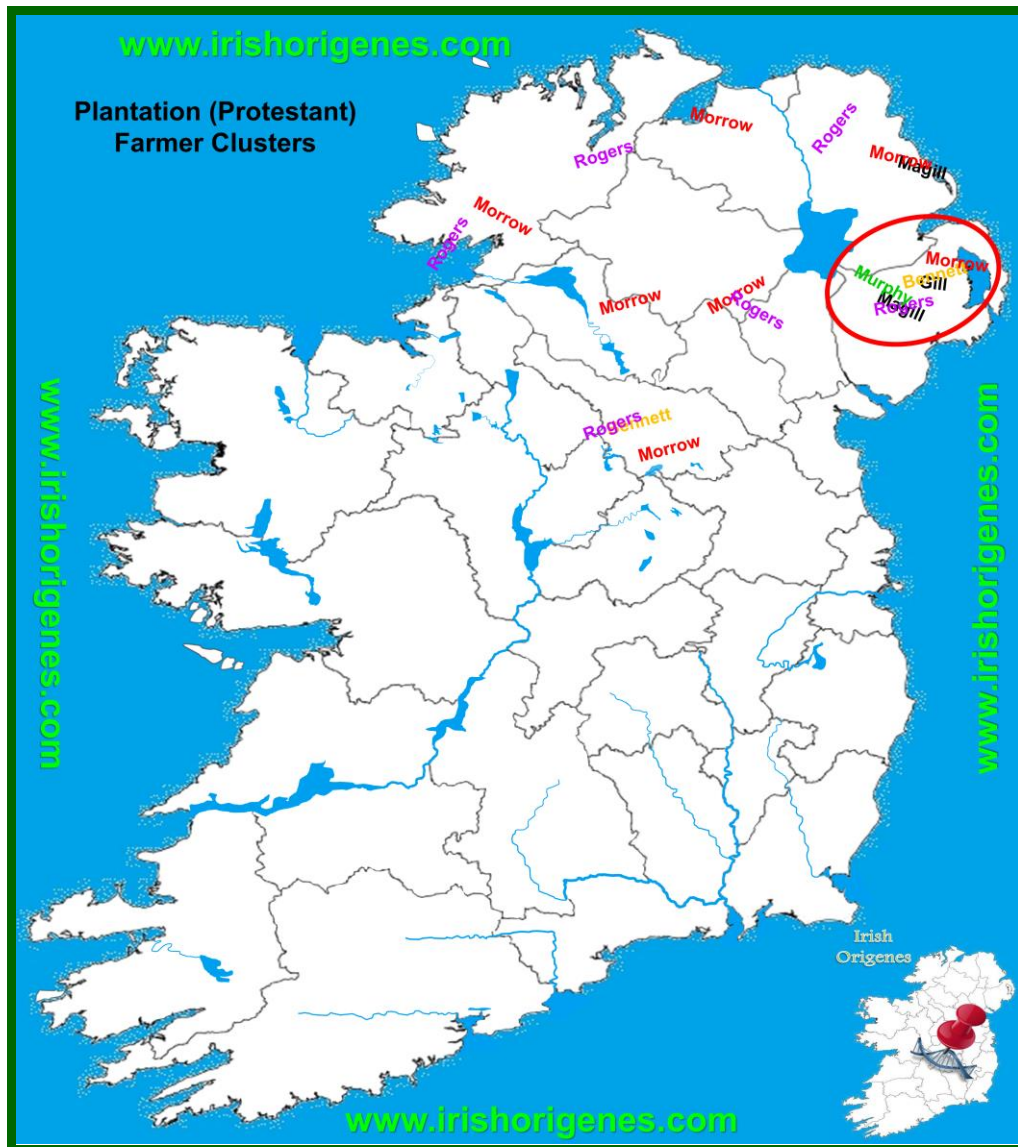 www.irishorigenes.com
Plantation (Protestant)
Farmer Clusters
Morrow
Rogers
Rogers
Morrow
Magill
Morrow
Rogers
Morrow
Bennett
Gill
Murphy
Rogers
Magill
Morrow
Morrow
Rogers
Rogers
Bennett
Morrow
www.irishorigenes.com
www.irishorigenes.com
Irish
Origenes
www.irishorigenes.com